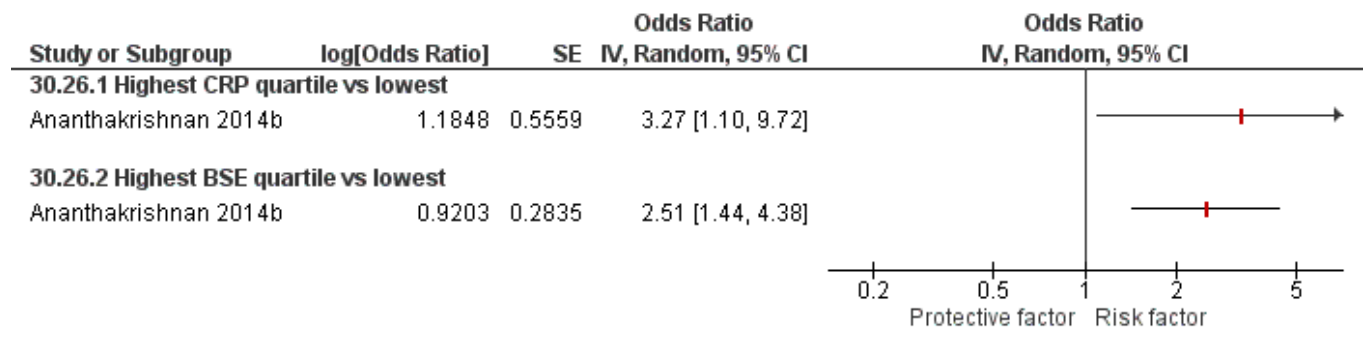 Odds Ratio Odds Ratio
Study or Subgroup log[Odds Ratio] SE IV, Random, 95% CI IV, Random, 95% CI
30.26.1 Highest CRP quartile vs lowest
Ananthakrishnan 2014b 1.1848 0.5559 3.27 [1.10, 9.72]
30.26.2 Highest BSE quartile vs lowest
Ananthakrishnan 2014b 0.9203 0.2835 2.51 [1.44, 4.38]
0.2 0.5 1 2 5
Protective factor Risk factor